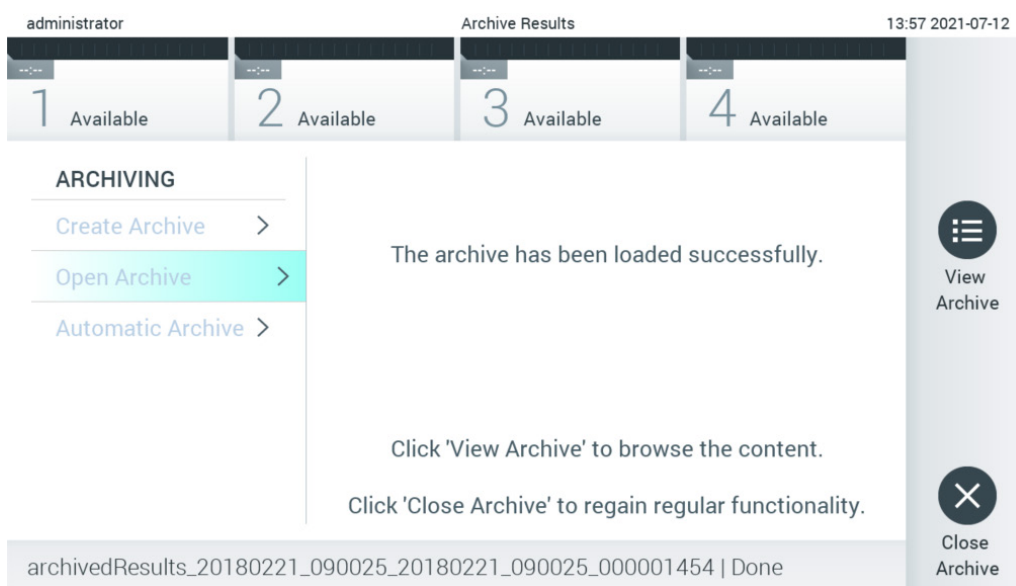 administrator Archive Results 13:57 2021-07-12
--:-- --:-- --:-- --:--
1 Available 2 Available 3 Available 4 Available
ARCHIVING
Create Archive >
Open Archive >
Automatic Archive >
The archive has been loaded successfully.
Click 'View Archive' to browse the content.
Click 'Close Archive' to regain regular functionality.
View
Archive
Close
Archive
archivedResults_20180221_090025_20180221_090025_000001454 | Done